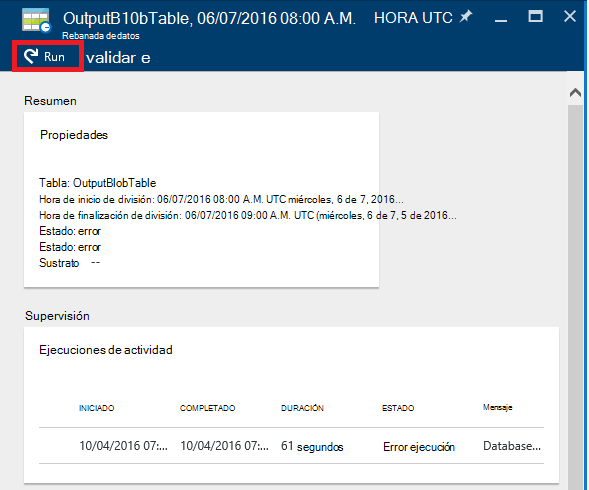 OutputB10bTable, 06/07/2016 08:00 A.M. HORA UTC
Rebanada de datos
Run validar e
Resumen
Propiedades
Tabla: OutputBlobTable
Hora de inicio de división: 06/07/2016 08:00 A.M. UTC miércoles, 6 de 7, 2016...
Hora de finalización de división: 06/07/2016 09:00 A.M. UTC (miércoles, 6 de 7, 5 de 2016...
Estado: error
Estado: error
Sustrato --
Supervisión
Ejecuciones de actividad
INICIADO COMPLETADO DURACIÓN ESTADO Mensaje
10/04/2016 07:... 10/04/2016 07:... 61 segundos Error ejecución Database...